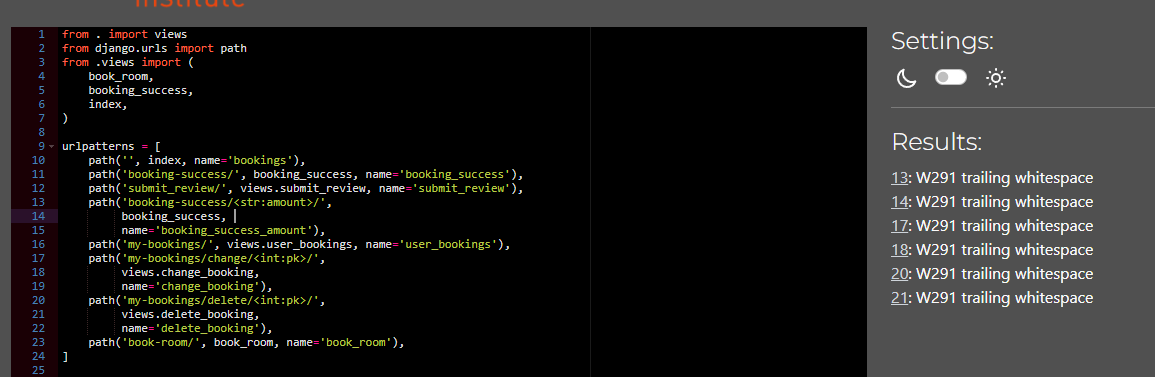 Institute
1 from . import views
2 from django.urls import path
3 from .views import (
4     book_room,
5     booking_success,
6     index,
7 )
8
9 urlpatterns = [
10     path('', index, name='bookings'),
11     path('booking-success/', booking_success, name='booking_success'),
12     path('submit_review/', views.submit_review, name='submit_review'),
13     path('booking-success/<str:amount>/',
14          booking_success,
15          name='booking_success_amount'),
16     path('my-bookings/', views.user_bookings, name='user_bookings'),
17     path('my-bookings/change/<int:pk>/',
18          views.change_booking,
19          name='change_booking'),
20     path('my-bookings/delete/<int:pk>/',
21          views.delete_booking,
22          name='delete_booking'),
23     path('book-room/', book_room, name='book_room'),
24 ]
25
Settings:
Results:
13: W291 trailing whitespace
14: W291 trailing whitespace
17: W291 trailing whitespace
18: W291 trailing whitespace
20: W291 trailing whitespace
21: W291 trailing whitespace